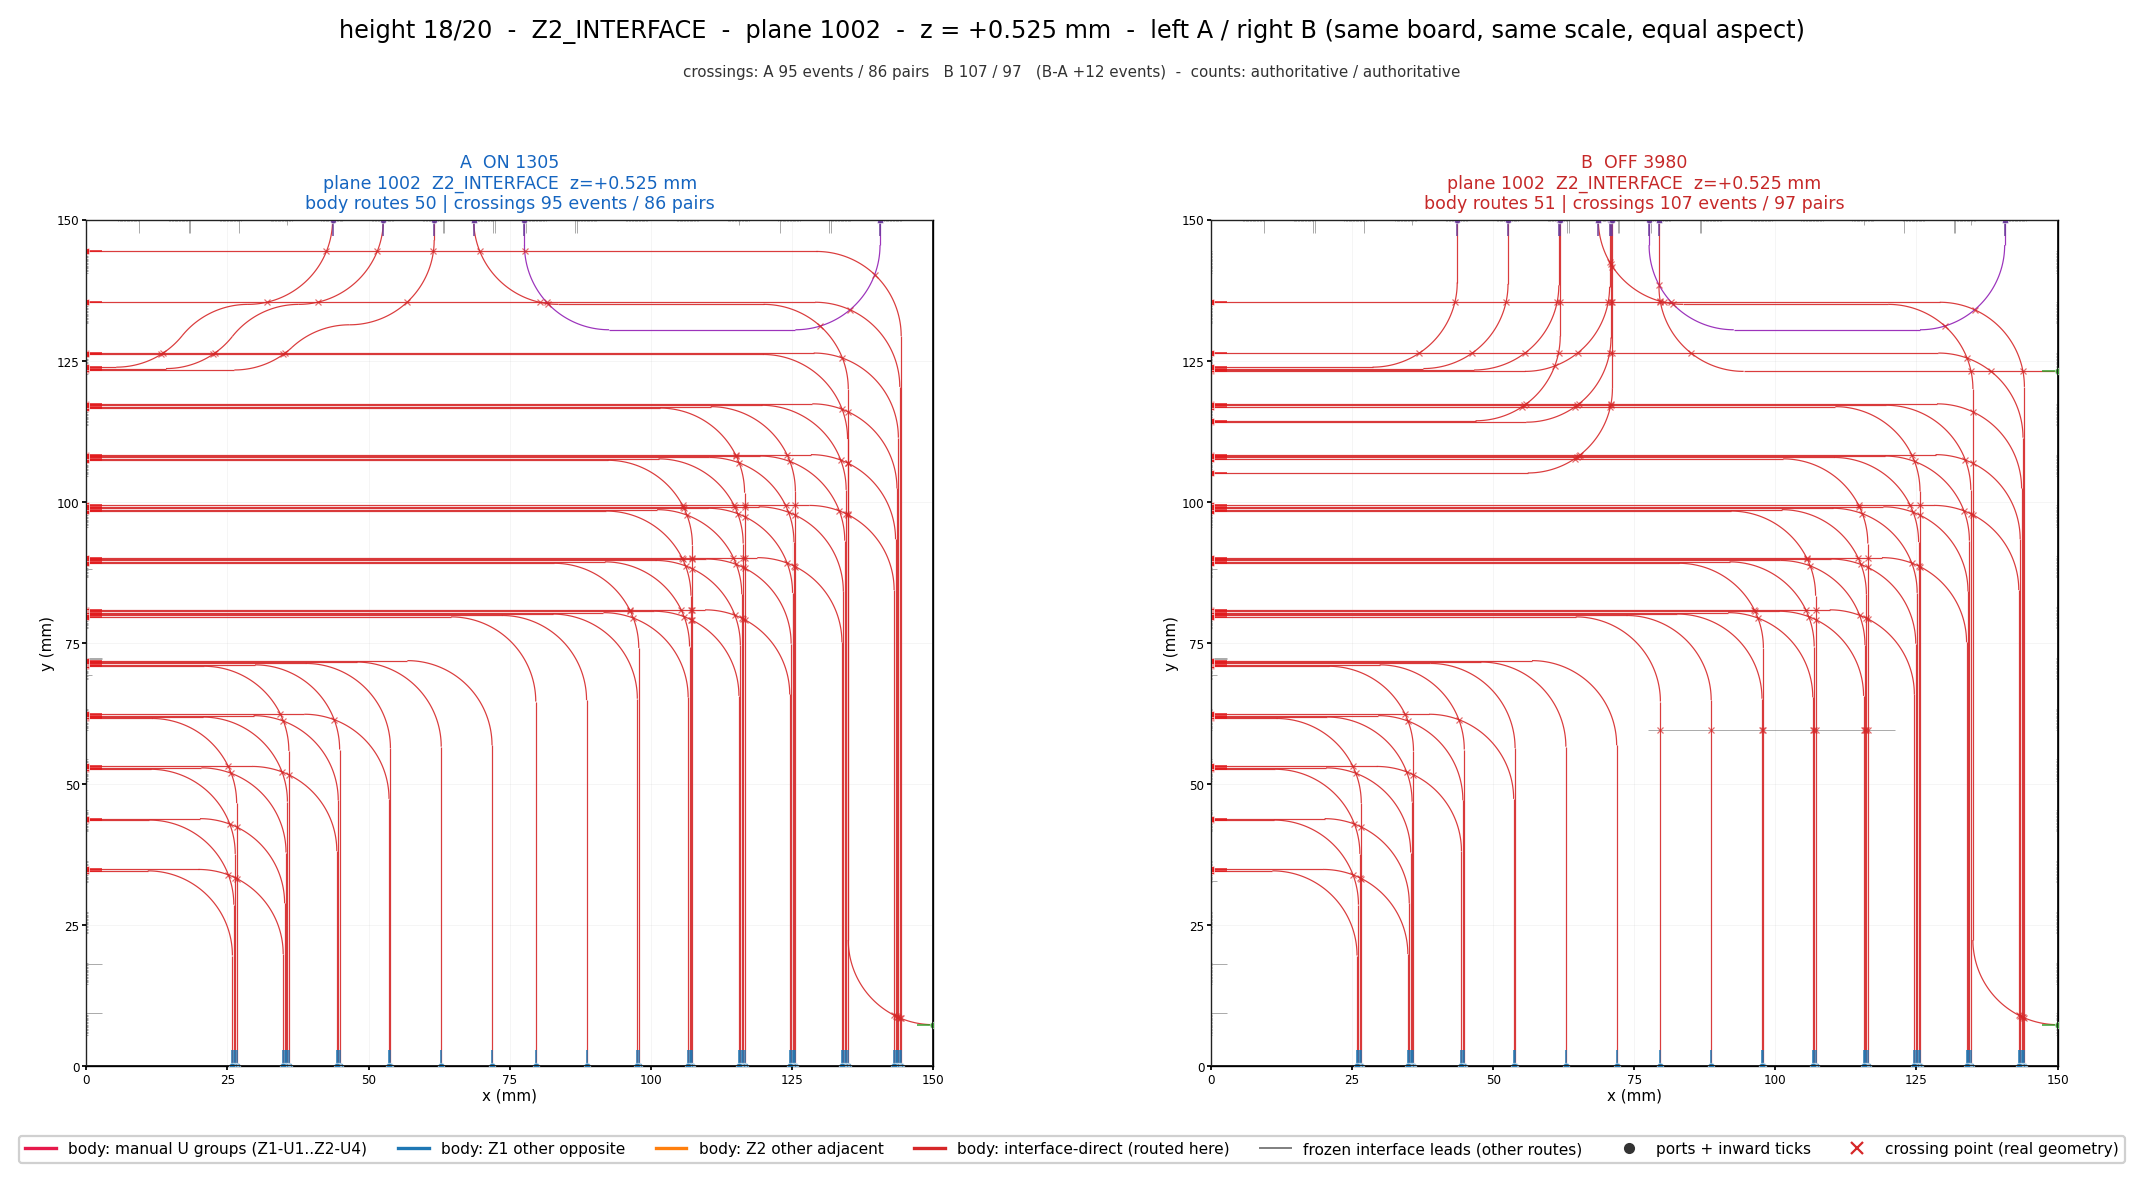 height 18/20  -  Z2_INTERFACE  -  plane 1002  -  z = +0.525 mm  -  left A / right B (same board, same scale, equal aspect)
crossings: A 95 events / 86 pairs   B 107 / 97   (B-A +12 events)  -  counts: authoritative / authoritative
A  ON 1305
plane 1002  Z2_INTERFACE  z=+0.525 mm
body routes 50 | crossings 95 events / 86 pairs
150
125
100
75
50
25
0
y (mm)
0 25 50 75 100 125 150
x (mm)
B  OFF 3980
plane 1002  Z2_INTERFACE  z=+0.525 mm
body routes 51 | crossings 107 events / 97 pairs
150
125
100
75
50
25
0
y (mm)
0 25 50 75 100 125 150
x (mm)
body: manual U groups (Z1-U1..Z2-U4)
body: Z1 other opposite
body: Z2 other adjacent
body: interface-direct (routed here)
frozen interface leads (other routes)
ports + inward ticks
crossing point (real geometry)